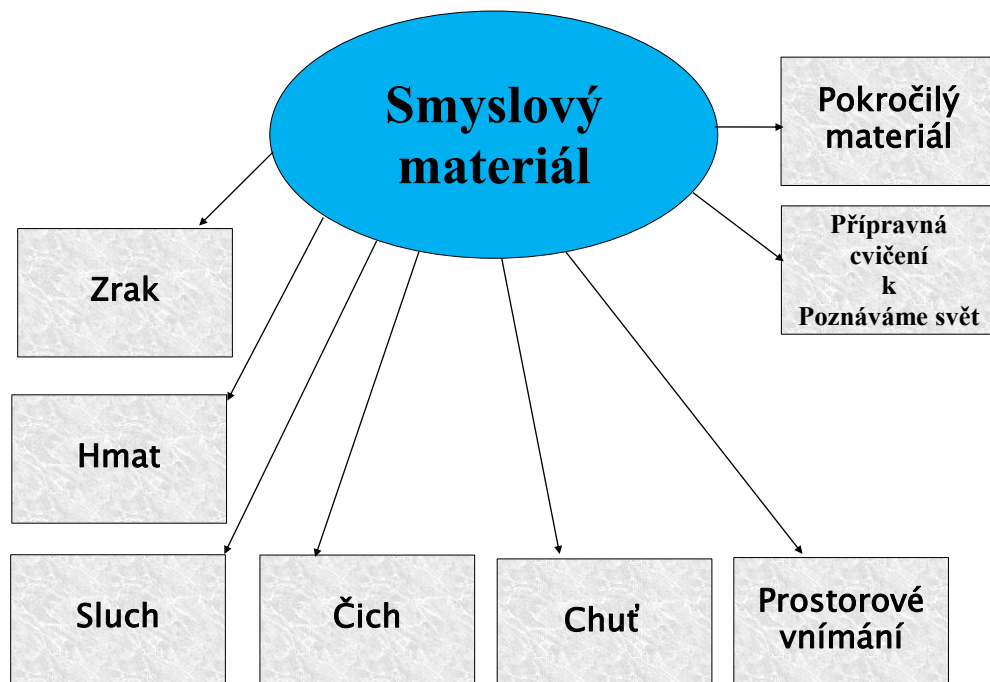 Smyslový
materiál
Pokročilý
materiál
Přípravná
cvičení
k
Poznáváme svět
Zrak
Hmat
Sluch
Čich
Chuť
Prostorové
vnímání